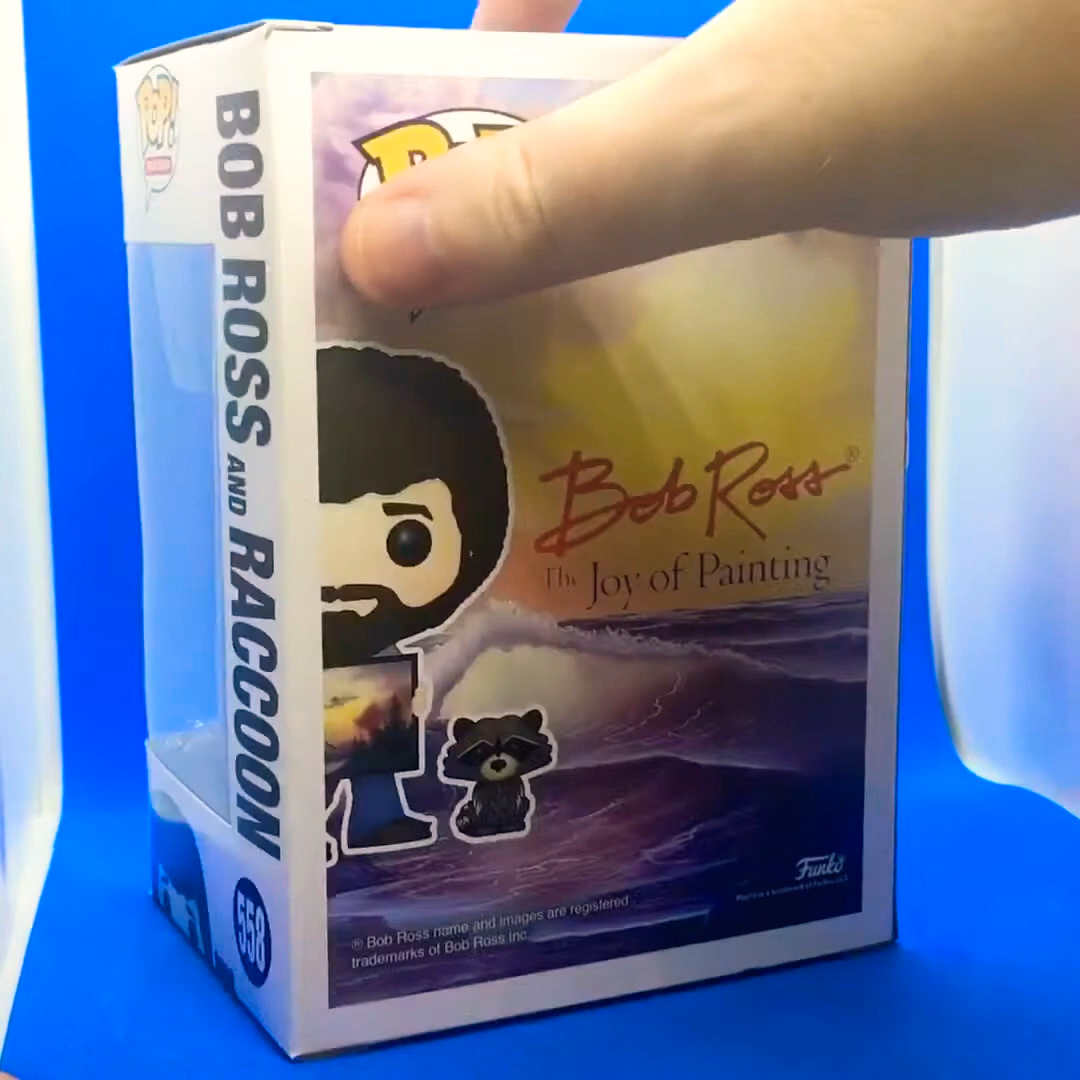 POP!
BOB ROSS AND RACCOON
558
Bob Ross®
The Joy of Painting
Funko
® Bob Ross name and images are registered
trademarks of Bob Ross Inc.